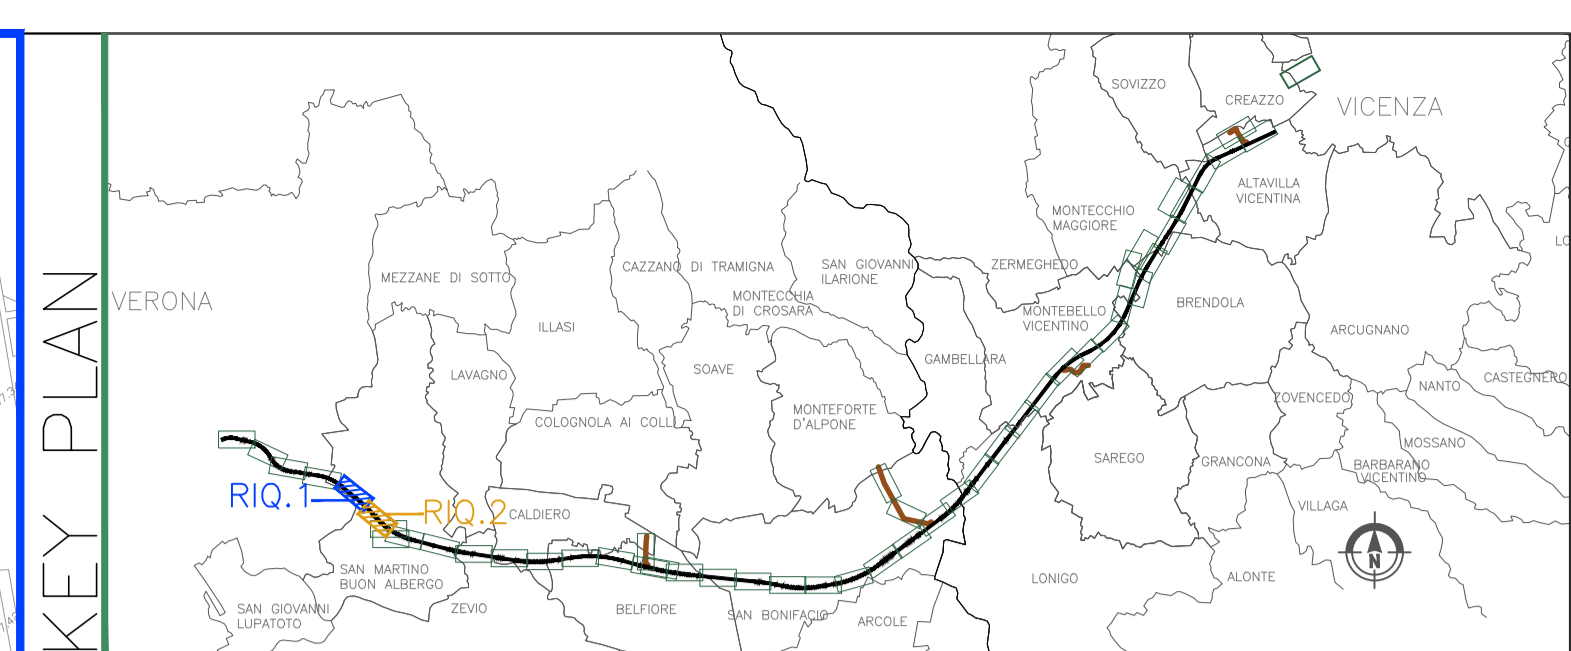 KEY PLAN
SOVIZZO
CREAZZO
VICENZA
ALTAVILLA
VICENTINA
MONTECCHIO
MAGGIORE
MEZZANE DI SOTTO
CAZZANO DI TRAMIGNA
SAN GIOVANNI
ILARIONE
ZERMEGHEDO
VERONA
MONTECCHIA
DI CROSARA
BRENDOLA
MONTEBELLO
VICENTINO
ILLASI
ARCUGNANO
GAMBELLARA
LAVAGNO
SOAVE
CASTEGNERO
NANTO
ZOVENCEDO
MONTEFORTE
D'ALPONE
COLOGNOLA AI COLLI
MOSSANO
SAREGO
GRANCONA
BARBARANO
VICENTINO
RIQ.1
RIQ.2
CALDIERO
VILLAGA
N
SAN MARTINO
BUON ALBERGO
LONIGO
ALONTE
SAN GIOVANNI
LUPATOTO
ZEVIO
BELFIORE
SAN BONIFACIO
ARCOLE